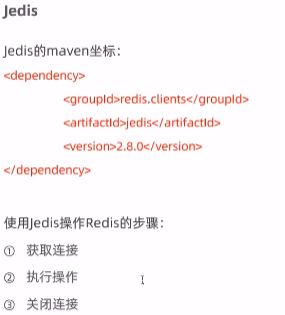 Jedis
Jedis的maven坐标：
<dependency>
<groupId>redis.clients</groupId>
<artifactId>jedis</artifactId>
<version>2.8.0</version>
</dependency>
使用Jedis操作Redis的步骤：
① 获取连接
② 执行操作
③ 关闭连接